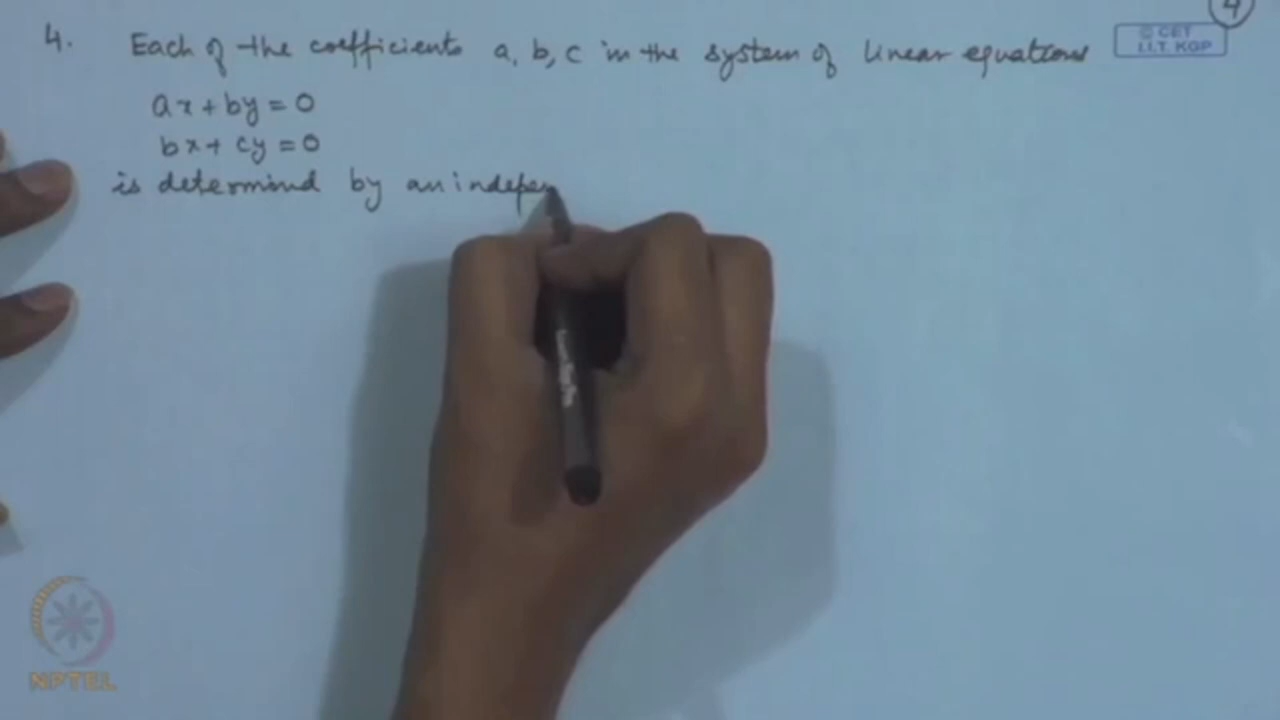 4
© CET
I.I.T. KGP
4. Each of the coefficients a, b, c in the system of linear equations
ax + by = 0
bx + cy = 0
is determind by an indepen
NPTEL